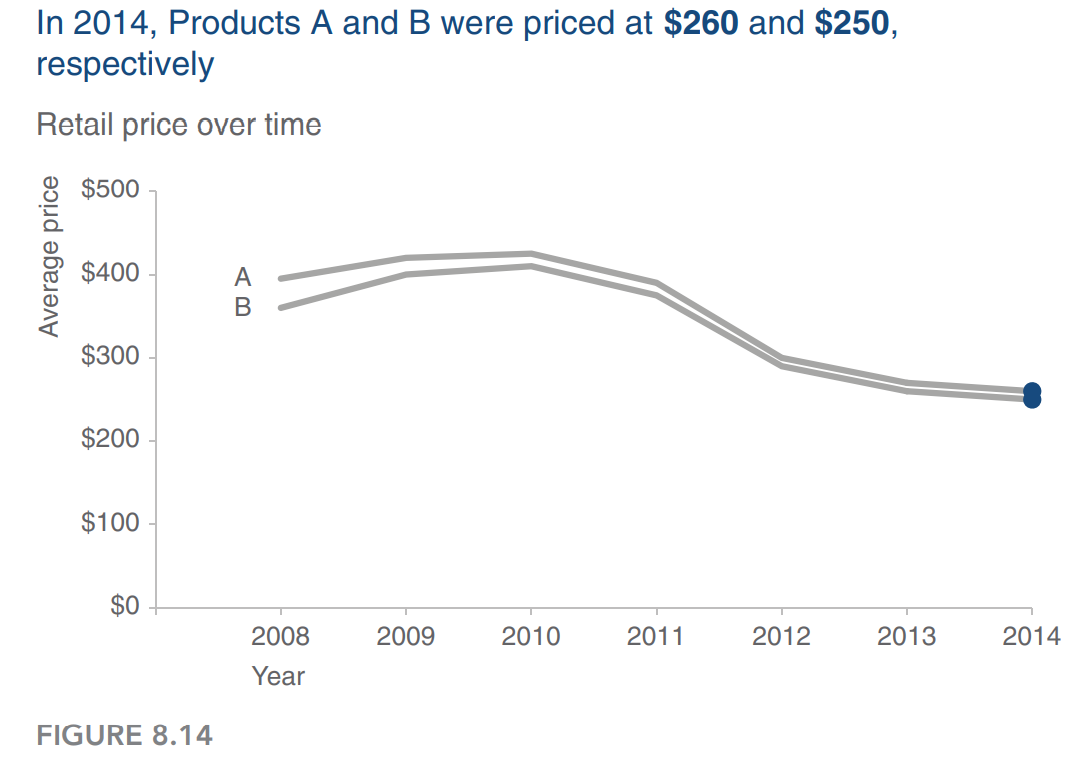 In 2014, Products A and B were priced at $260 and $250,
respectively
Retail price over time
Average price
$500
$400
$300
$200
$100
$0
A
B
2008 2009 2010 2011 2012 2013 2014
Year
FIGURE 8.14